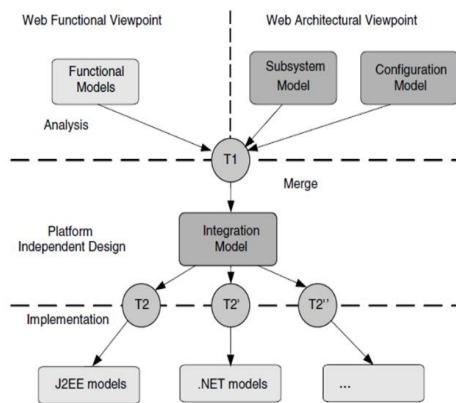 Web Functional Viewpoint
Web Architectural Viewpoint
Functional
Models
Subsystem
Model
Configuration
Model
Analysis
T1
Merge
Platform
Independent Design
Integration
Model
T2
T2'
T2''
Implementation
J2EE models
.NET models
...